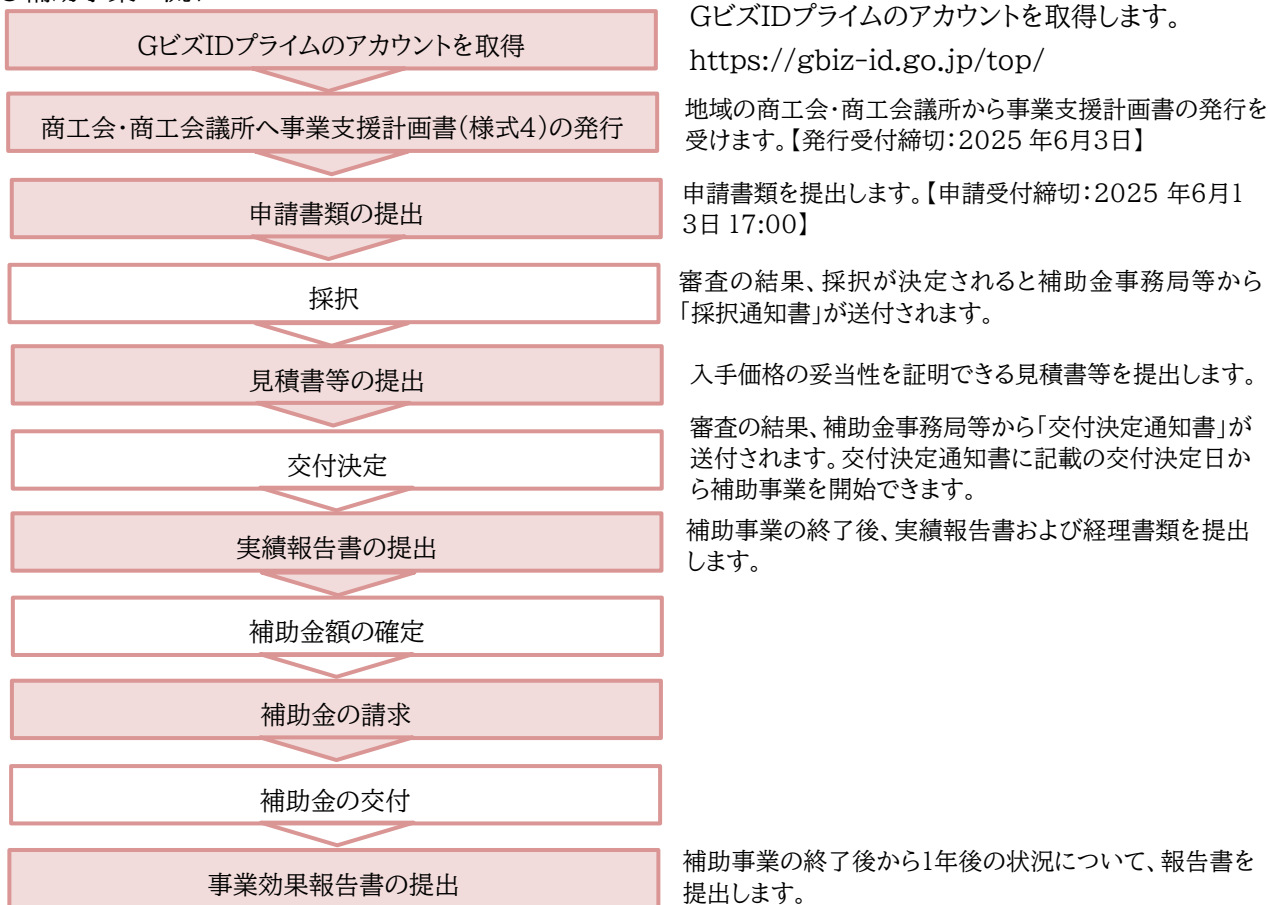 GビズIDプライムのアカウントを取得
GビズIDプライムのアカウントを取得します。
https://gbiz-id.go.jp/top/
商工会・商工会議所へ事業支援計画書(様式4)の発行
地域の商工会・商工会議所から事業支援計画書の発行を
受けます。【発行受付締切:2025 年6月3日】
申請書類の提出
申請書類を提出します。【申請受付締切:2025 年6月1
3日 17:00】
採択
審査の結果、採択が決定されると補助金事務局等から
「採択通知書」が送付されます。
見積書等の提出
入手価格の妥当性を証明できる見積書等を提出します。
交付決定
審査の結果、補助金事務局等から「交付決定通知書」が
送付されます。交付決定通知書に記載の交付決定日か
ら補助事業を開始できます。
実績報告書の提出
補助事業の終了後、実績報告書および経理書類を提出
します。
補助金額の確定
補助金の請求
補助金の交付
事業効果報告書の提出
補助事業の終了後から1年後の状況について、報告書を
提出します。